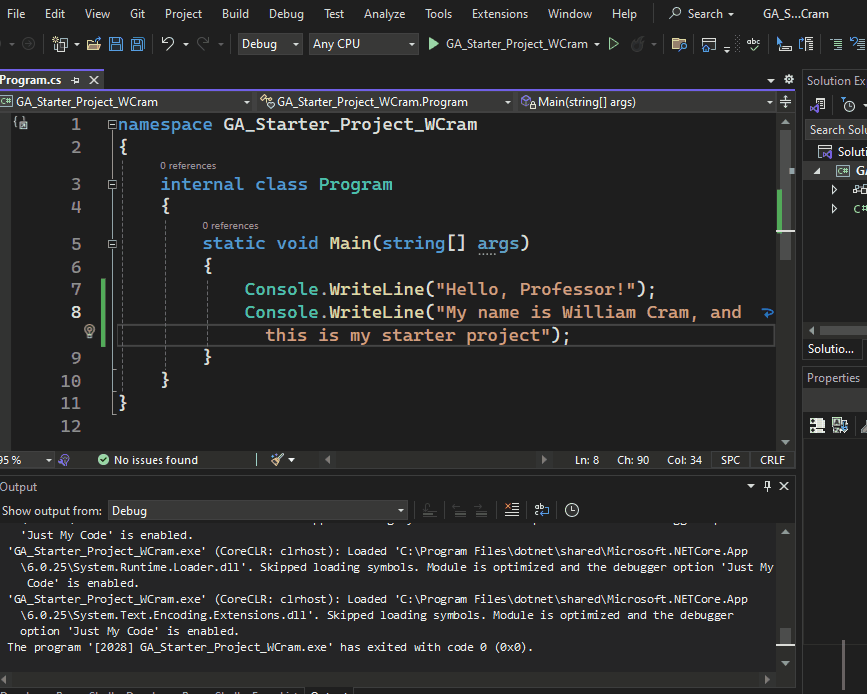 File Edit View Git Project Build Debug Test Analyze Tools Extensions Window Help Search GA_S...Cram
Debug Any CPU GA_Starter_Project_WCram
Program.cs
GA_Starter_Project_WCram GA_Starter_Project_WCram.Program Main(string[] args)
1 namespace GA_Starter_Project_WCram
2 {
0 references
3 internal class Program
4 {
0 references
5 static void Main(string[] args)
6 {
7 Console.WriteLine("Hello, Professor!");
8 Console.WriteLine("My name is William Cram, and
this is my starter project");
9 }
10 }
11 }
12
95 % No issues found Ln: 8 Ch: 90 Col: 34 SPC CRLF
Solution Ex
Search Solu
Soluti
GA
C#
Solutio...
Properties
Output
Show output from: Debug
'Just My Code' is enabled.
'GA_Starter_Project_WCram.exe' (CoreCLR: clrhost): Loaded 'C:\Program Files\dotnet\shared\Microsoft.NETCore.App
\6.0.25\System.Runtime.Loader.dll'. Skipped loading symbols. Module is optimized and the debugger option 'Just My
Code' is enabled.
'GA_Starter_Project_WCram.exe' (CoreCLR: clrhost): Loaded 'C:\Program Files\dotnet\shared\Microsoft.NETCore.App
\6.0.25\System.Text.Encoding.Extensions.dll'. Skipped loading symbols. Module is optimized and the debugger
option 'Just My Code' is enabled.
The program '[2028] GA_Starter_Project_WCram.exe' has exited with code 0 (0x0).